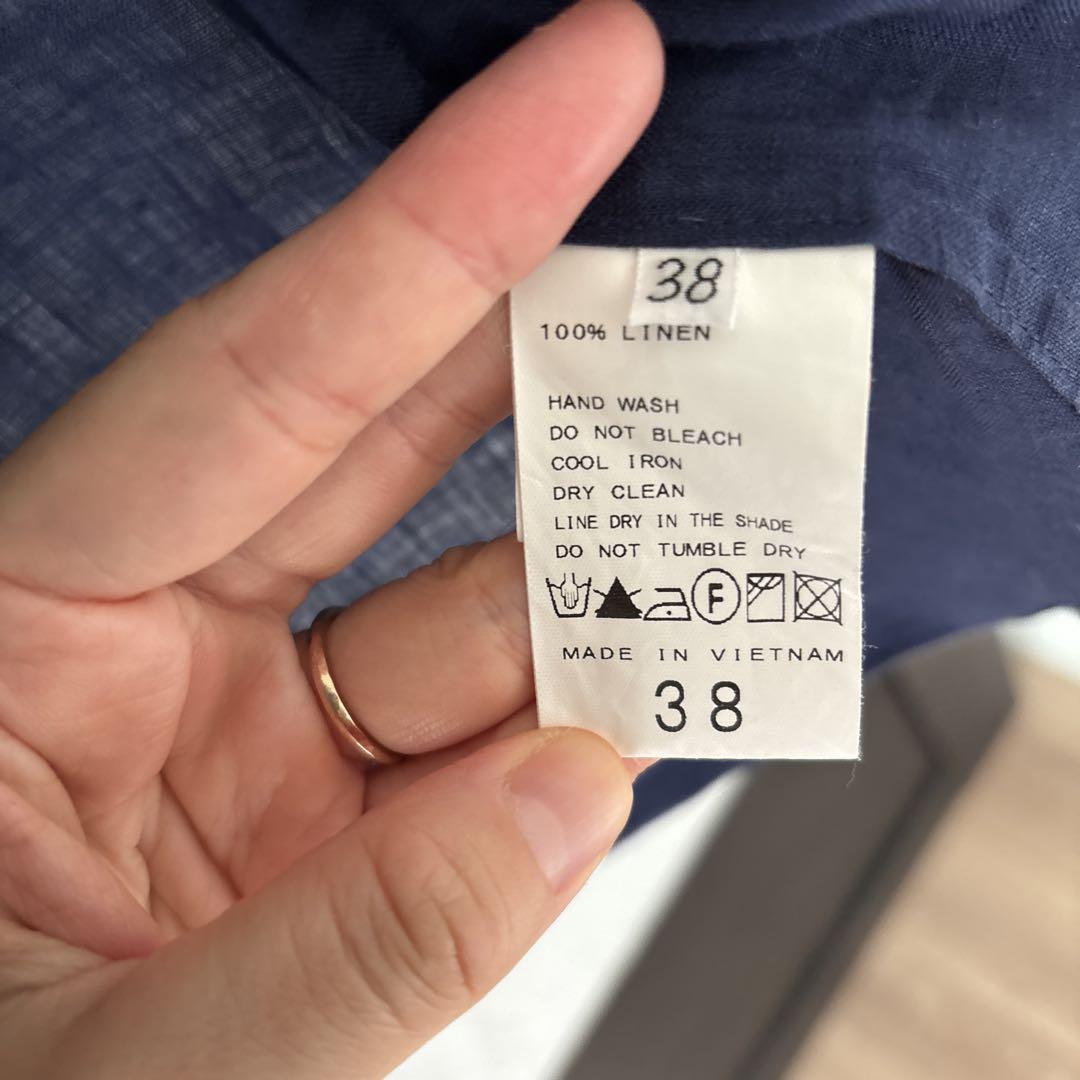 38
100% LINEN
HAND WASH
DO NOT BLEACH
COOL IRON
DRY CLEAN
LINE DRY IN THE SHADE
DO NOT TUMBLE DRY
F
MADE IN VIETNAM
38